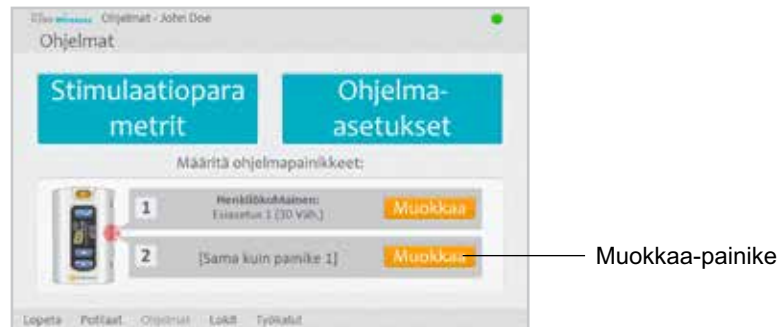 Ohjelmat - John Doe
Ohjelmat
Stimulaatiopara
metrit
Ohjelma-
asetukset
Määritä ohjelmapainikkeet:
1
Henkilökohtainen:
Esiasetus 1 (30 Väh.)
Muokkaa
2
[Sama kuin painike 1]
Muokkaa
Muokkaa-painike
Lopeta Potilaat Ohjelmat Lokit Työkalut